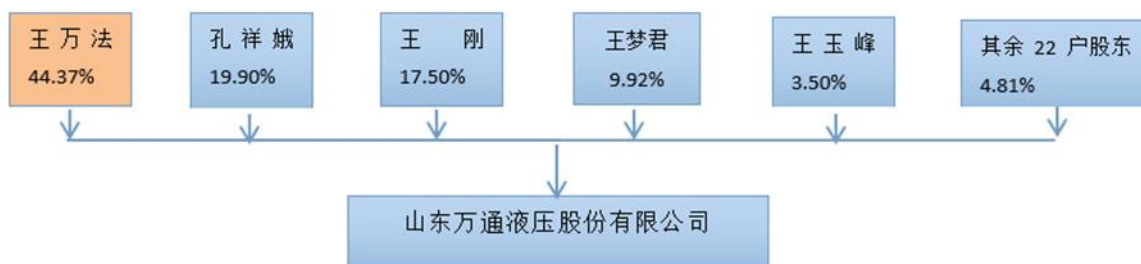 王万法
44.37%
孔祥娥
19.90%
王 刚
17.50%
王梦君
9.92%
王玉峰
3.50%
其余 22 户股东
4.81%
山东万通液压股份有限公司